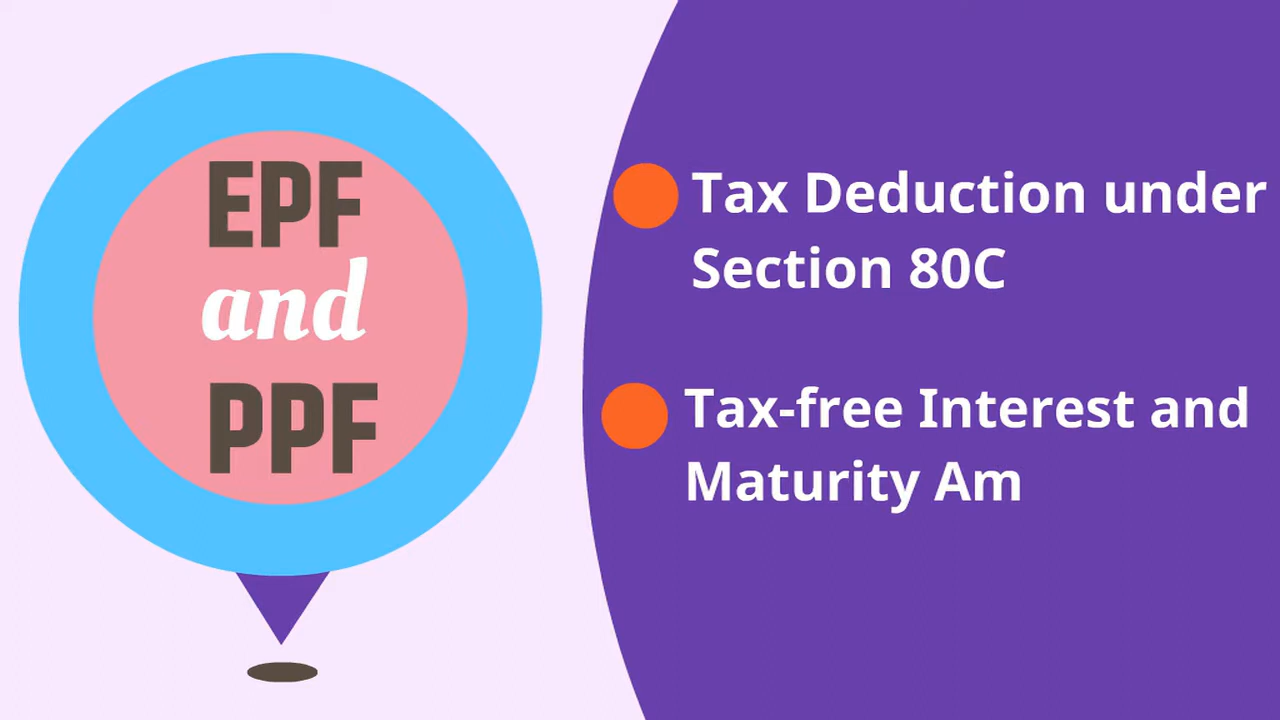 EPF
and
PPF
Tax Deduction under
Section 80C
Tax-free Interest and
Maturity Am